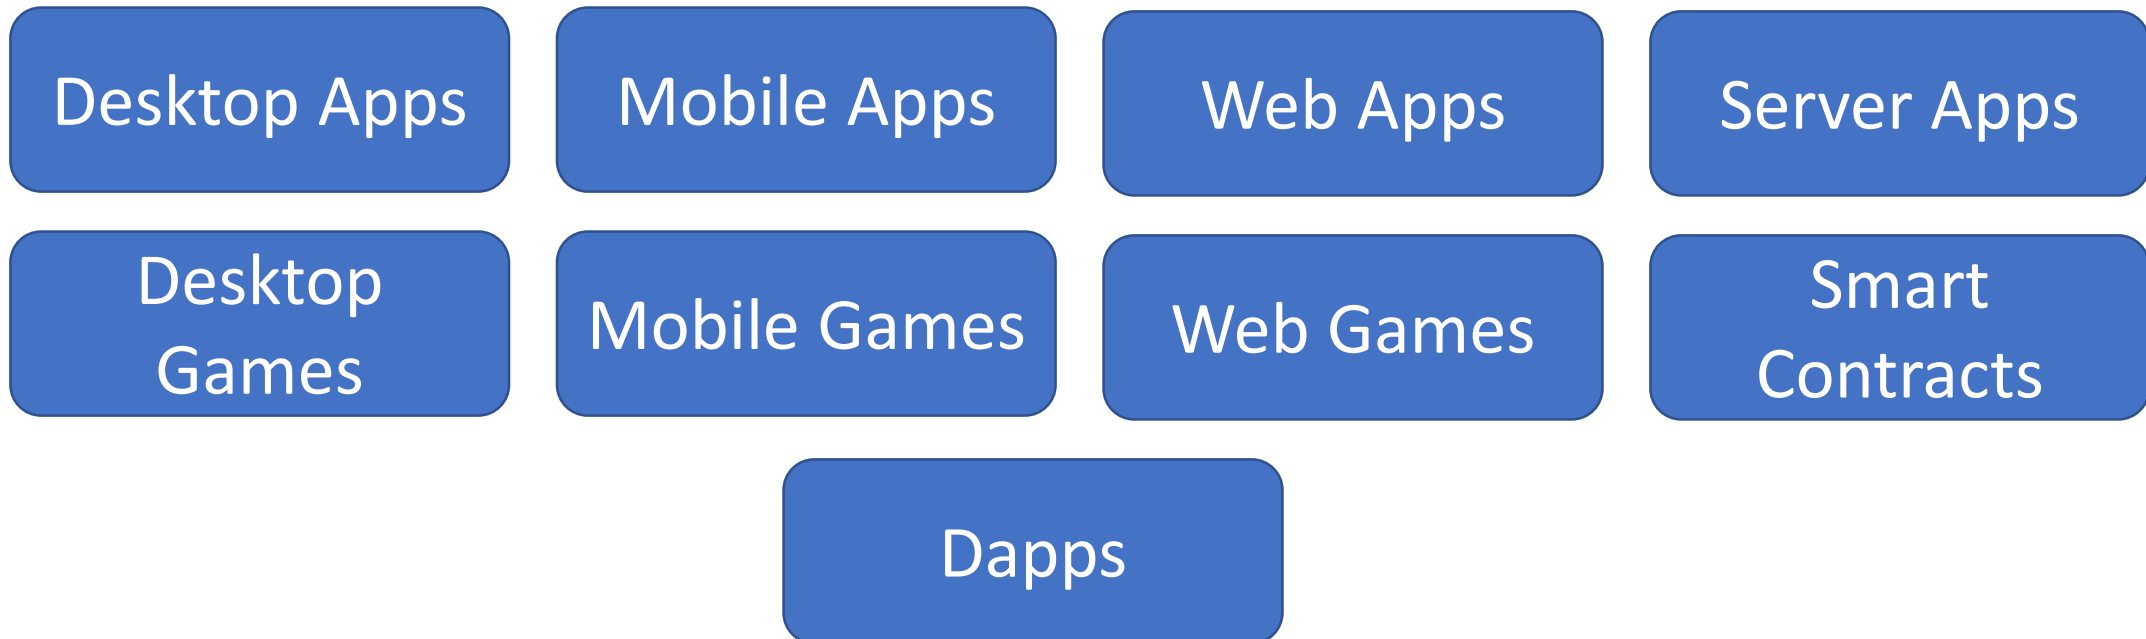 Desktop Apps
Mobile Apps
Web Apps
Server Apps
Desktop
Games
Mobile Games
Web Games
Smart
Contracts
Dapps